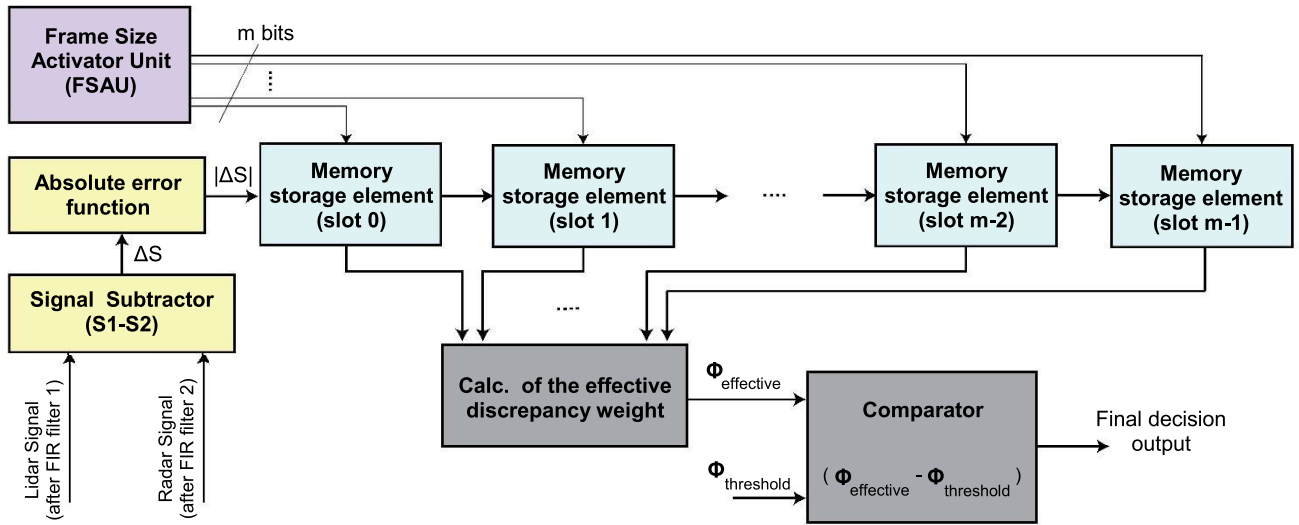 Frame Size
Activator Unit
(FSAU)
m bits
Absolute error
function
|ΔS|
Memory
storage element
(slot 0)
Memory
storage element
(slot 1)
....
Memory
storage element
(slot m-2)
Memory
storage element
(slot m-1)
ΔS
Signal Subtractor
(S1-S2)
....
Lidar Signal
(after FIR filter 1)
Radar Signal
(after FIR filter 2)
Calc. of the effective
discrepancy weight
Φeffective
Φthreshold
Comparator
( Φeffective - Φthreshold )
Final decision
output